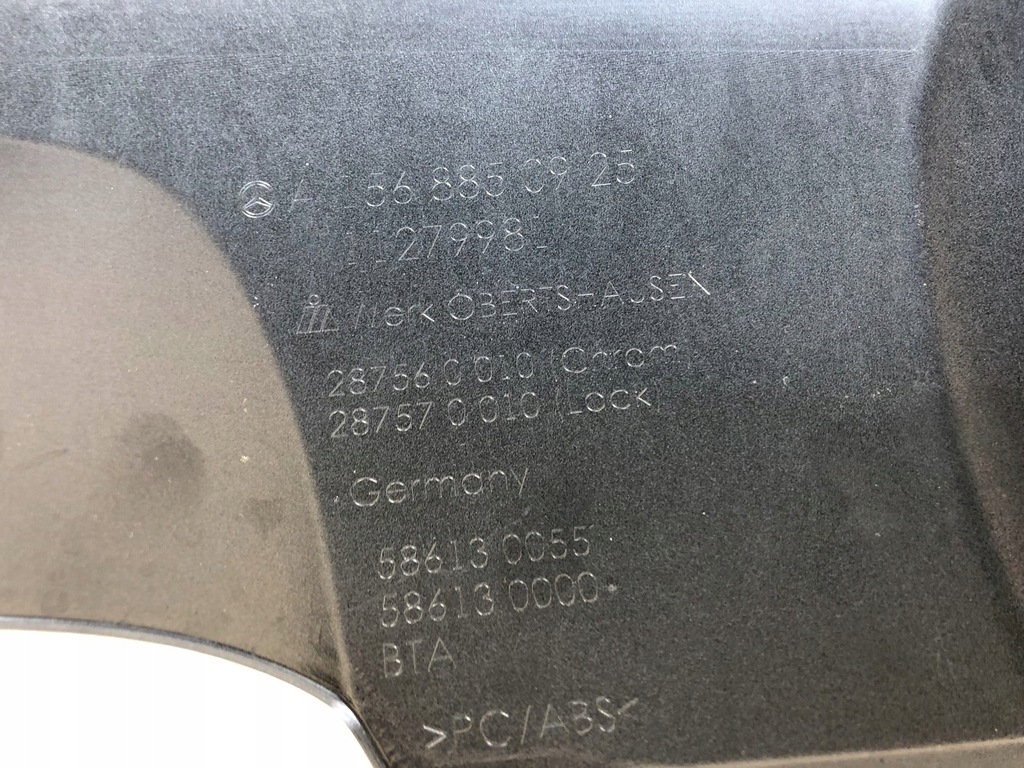 A 156 885 09 25
279981
Werk OBERTSHAUSEN
28756 0 010 (Chrom)
28757 0 010 (Lack)
Germany
58613 0055
58613 0000
BTA
>PC/ABS<